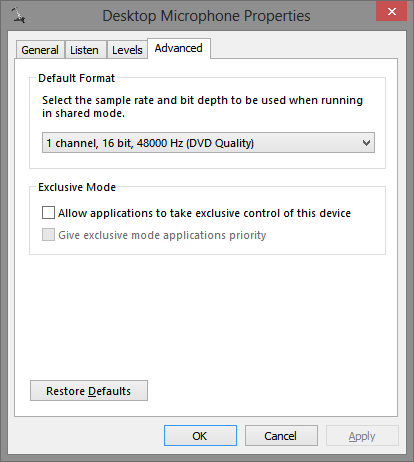 Desktop Microphone Properties
General Listen Levels Advanced
Default Format
Select the sample rate and bit depth to be used when running
in shared mode.
1 channel, 16 bit, 48000 Hz (DVD Quality)
Exclusive Mode
Allow applications to take exclusive control of this device
Give exclusive mode applications priority
Restore Defaults
OK Cancel Apply